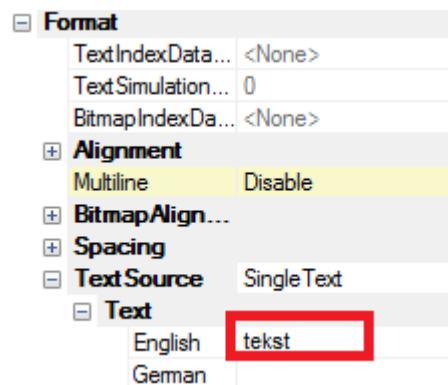 Format
TextIndexData... <None>
TextSimulation... 0
BitmapIndexDa... <None>
Alignment
Multiline Disable
BitmapAlign...
Spacing
TextSource SingleText
Text
English tekst
German